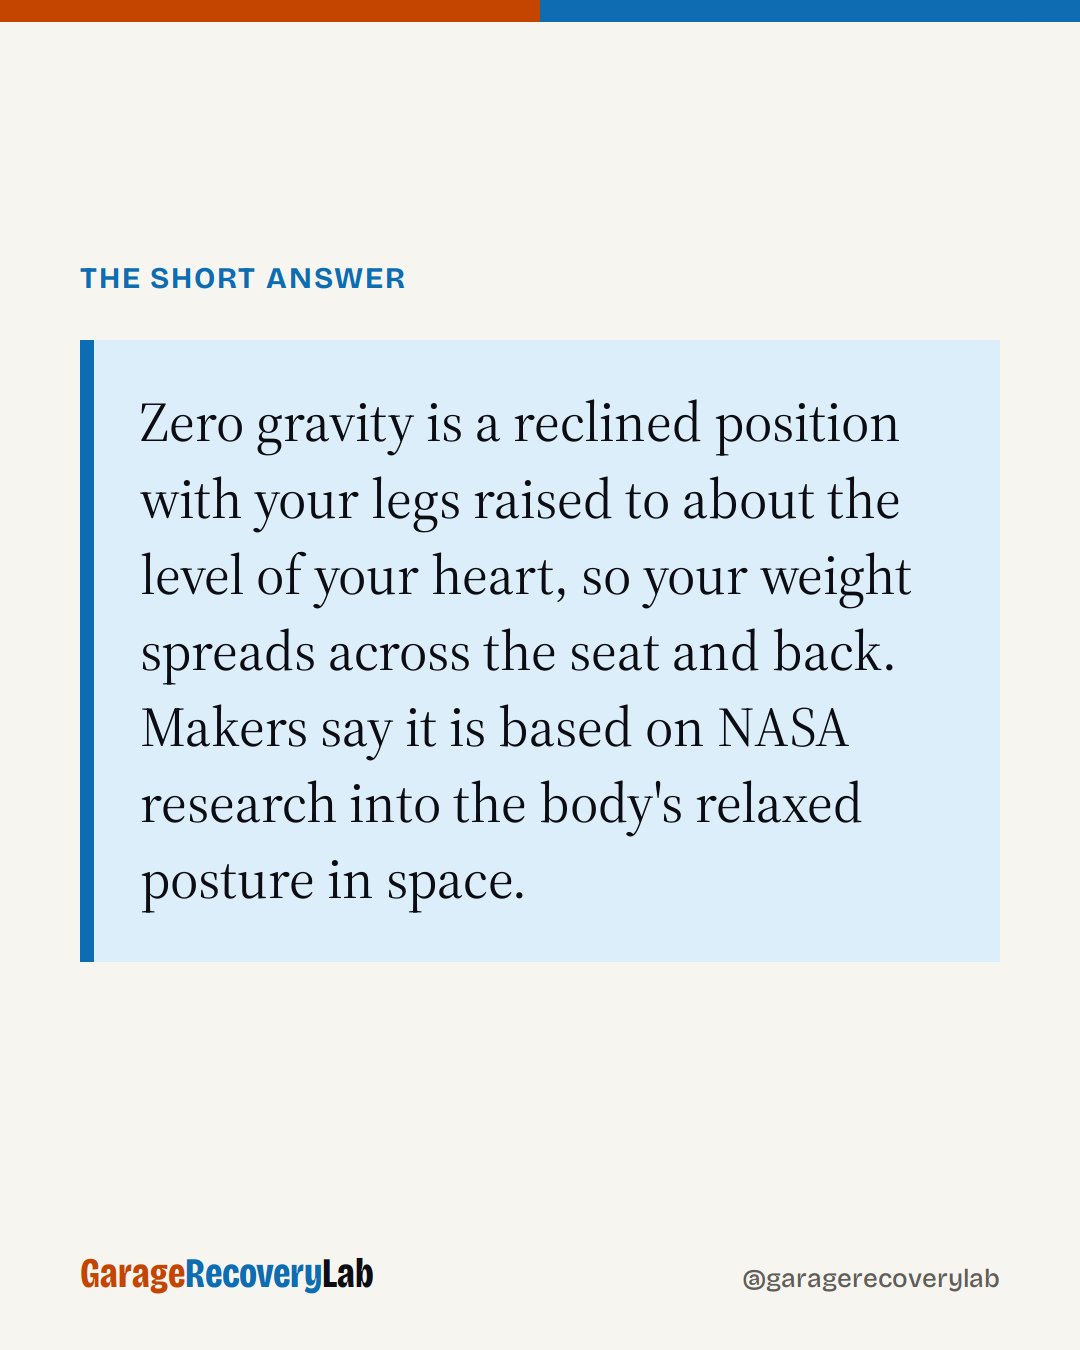 THE SHORT ANSWER
Zero gravity is a reclined position
with your legs raised to about the
level of your heart, so your weight
spreads across the seat and back.
Makers say it is based on NASA
research into the body's relaxed
posture in space.
GarageRecoveryLab
@garagerecoverylab